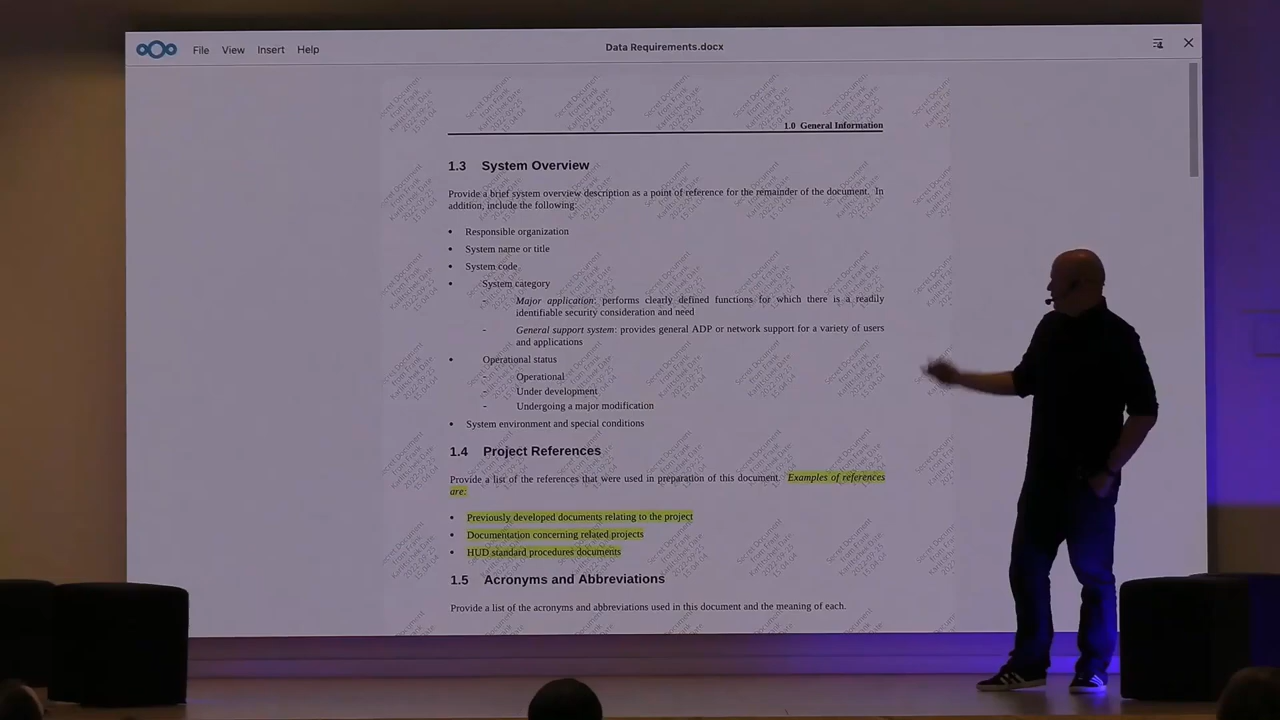 File View Insert Help
Data Requirements.docx
1.0 General Information
1.3 System Overview
Provide a brief system overview description as a point of reference for the remainder of the document. In
addition, include the following:
• Responsible organization
• System name or title
• System code
• System category
- Major application: performs clearly defined functions for which there is a readily
identifiable security consideration and need
- General support system: provides general ADP or network support for a variety of users
and applications
• Operational status
- Operational
- Under development
- Undergoing a major modification
• System environment and special conditions
1.4 Project References
Provide a list of the references that were used in preparation of this document. Examples of references
are:
• Previously developed documents relating to the project
• Documentation concerning related projects
• HUD standard procedures documents
1.5 Acronyms and Abbreviations
Provide a list of the acronyms and abbreviations used in this document and the meaning of each.
Secret Document
from Frank
Karlitschek Date